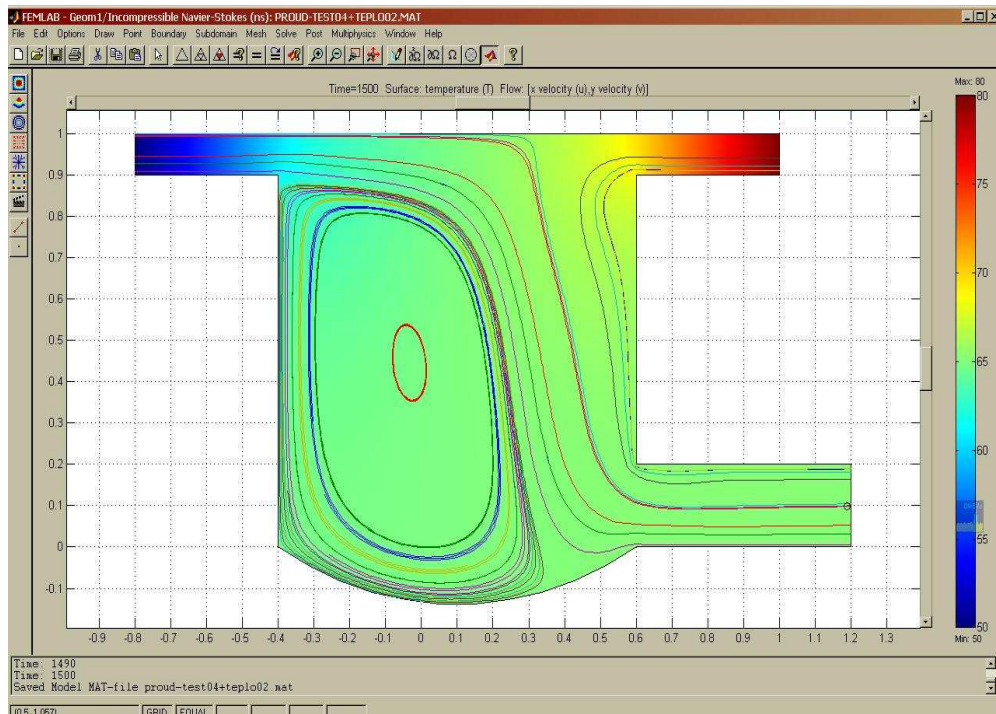 FEMLAB - Geom1/Incompressible Navier-Stokes (ns): PROUD-TEST04+TEPLO02.MAT
File Edit Options Draw Point Boundary Subdomain Mesh Solve Post Multiphysics Window Help
Time=1500 Surface: temperature (T) Flow: [x velocity (u),y velocity (v)]
Max: 80
80
75
70
65
60
55
50
Min: 50
1
0.9
0.8
0.7
0.6
0.5
0.4
0.3
0.2
0.1
0
-0.1
-0.9 -0.8 -0.7 -0.6 -0.5 -0.4 -0.3 -0.2 -0.1 0 0.1 0.2 0.3 0.4 0.5 0.6 0.7 0.8 0.9 1 1.1 1.2 1.3
Time: 1490
Time: 1500
Saved Model MAT-file proud-test04+teplo02 mat
(0.5, 1.057) GRID EQUAL